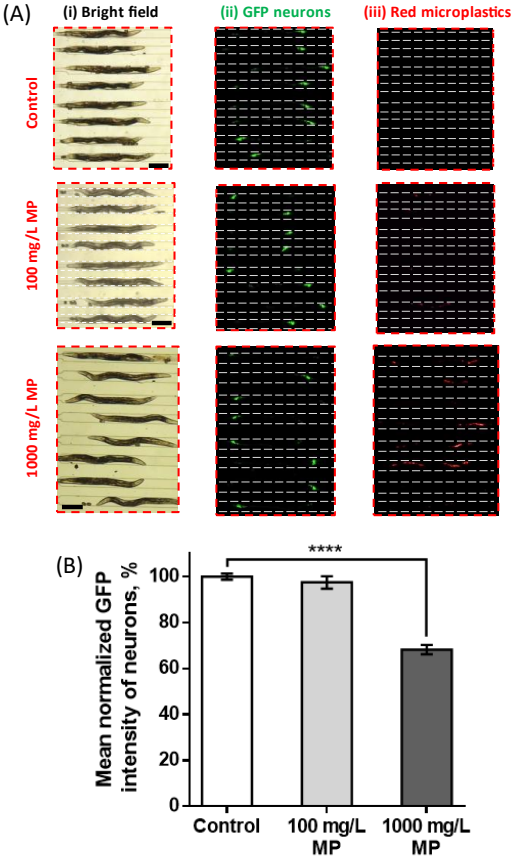 (A)
(i) Bright field
(ii) GFP neurons
(iii) Red microplastics
Control
100 mg/L MP
1000 mg/L MP
(B)
Mean normalized GFP
intensity of neurons, %
100
80
60
40
20
0
****
Control
100 mg/L
MP
1000 mg/L
MP